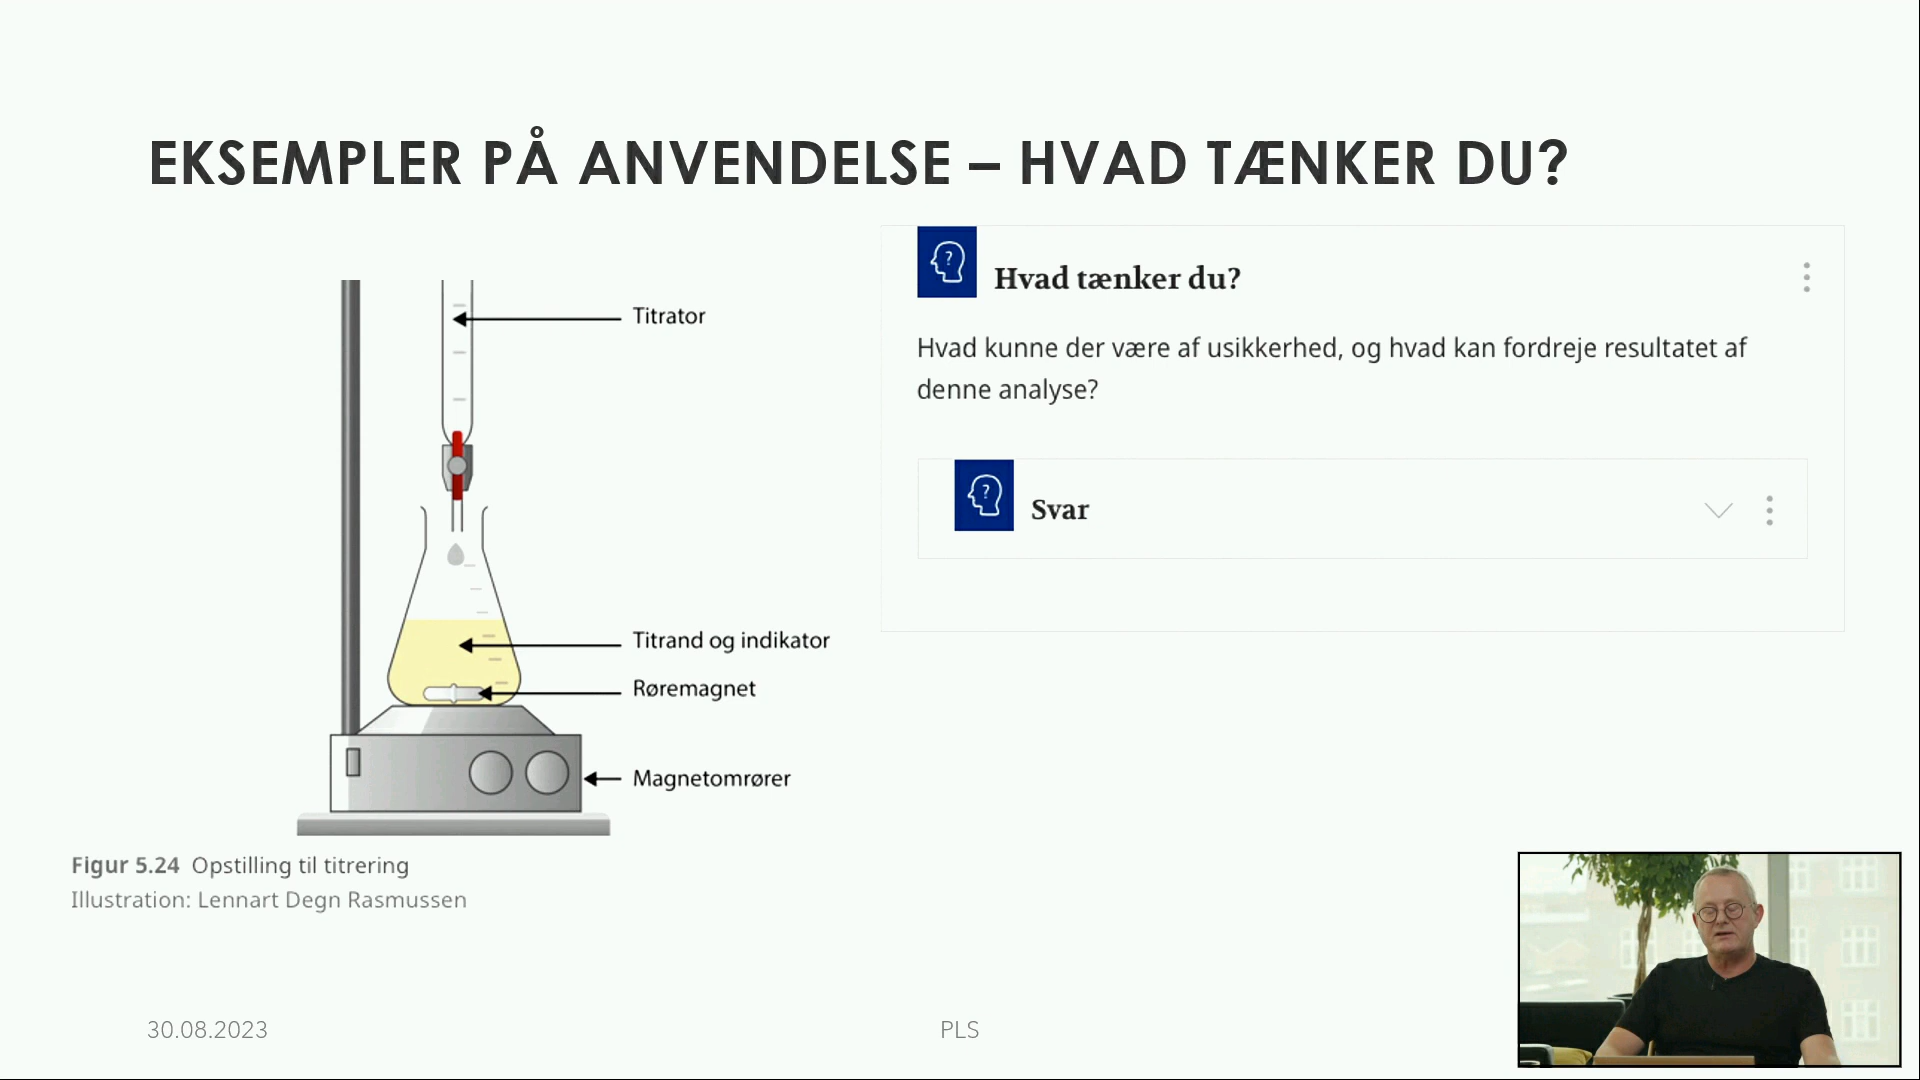 EKSEMPLER PÅ ANVENDELSE – HVAD TÆNKER DU?
Titrator
Titrand og indikator
Røremagnet
Magnetomrører
Figur 5.24 Opstilling til titrering
Illustration: Lennart Degn Rasmussen
?
Hvad tænker du?
Hvad kunne der være af usikkerhed, og hvad kan fordreje resultatet af
denne analyse?
?
Svar
30.08.2023
PLS